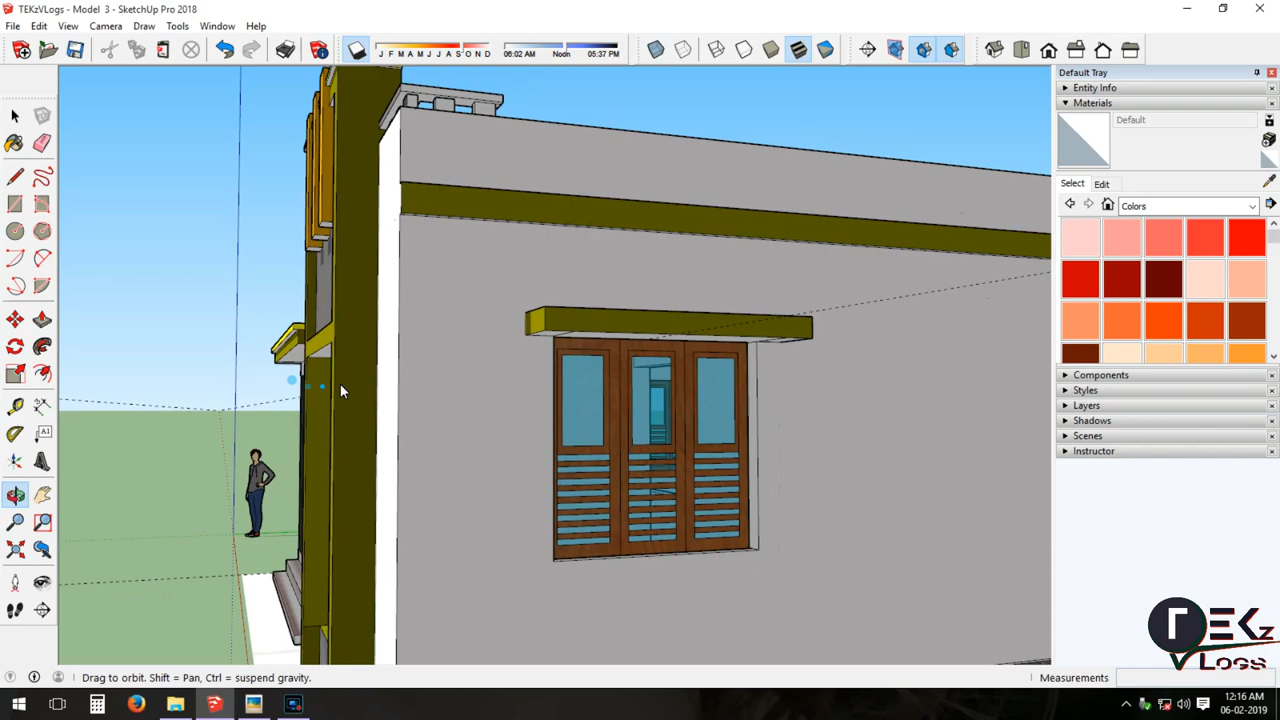 TEKzVLogs - Model 3 - SketchUp Pro 2018
File Edit View Camera Draw Tools Window Help
J F M A M J J A S O N D 06:02 AM Noon 05:37 PM
Default Tray
Entity Info
Materials
Default
Select Edit
Colors
Components
Styles
Layers
Shadows
Scenes
Instructor
A1
TEKz
VLogs
Drag to orbit. Shift = Pan, Ctrl = suspend gravity.
Measurements
12:16 AM
06-02-2019